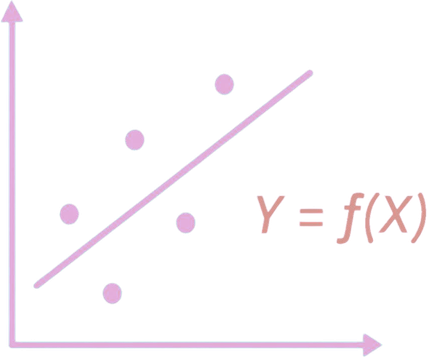 Y = f(X)